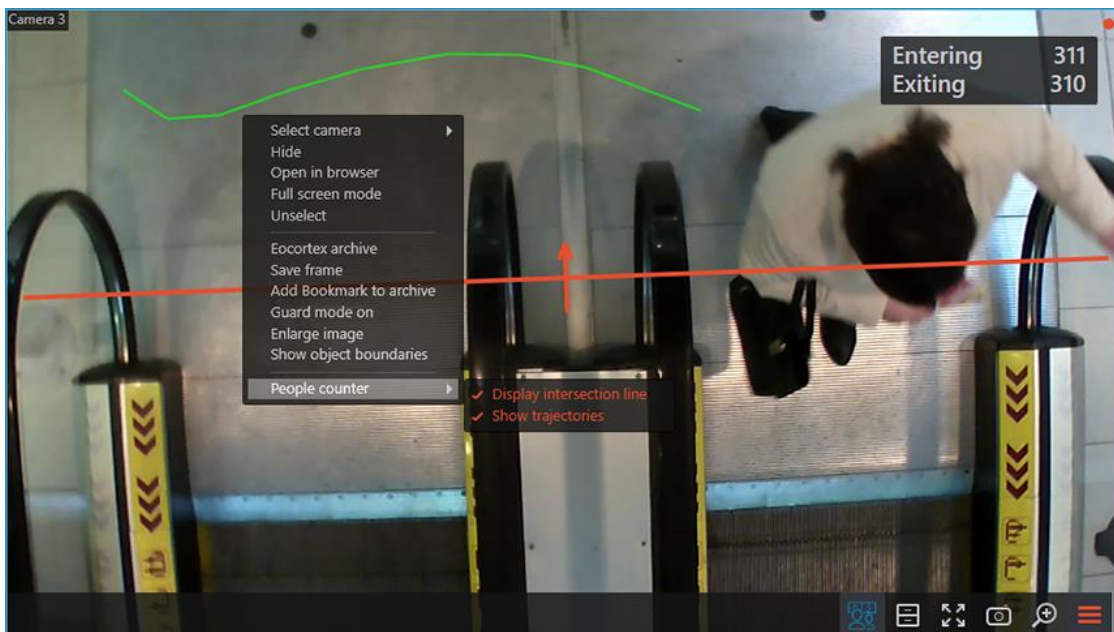 Camera 3
Entering 311
Exiting 310
Select camera
Hide
Open in browser
Full screen mode
Unselect
Eocortex archive
Save frame
Add Bookmark to archive
Guard mode on
Enlarge image
Show object boundaries
People counter
Display intersection line
Show trajectories